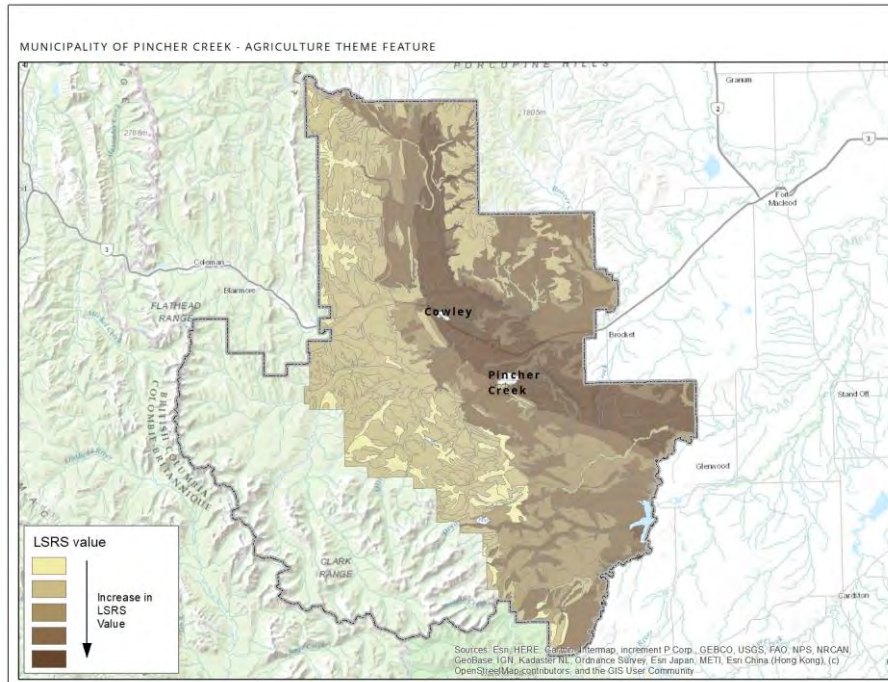 MUNICIPALITY OF PINCHER CREEK - AGRICULTURE THEME FEATURE
PORCUPINE HILLS
Granum
2
3
1805m
2768m
Fort
Macleod
3
Coleman
Blairmore
FLATHEAD
RANGE
Cowley
Brocket
Pincher
Creek
Stand Off
BRITISH COLUMBIA
COLOMBIE-BRITANNIQUE
Glenwood
LSRS value
Increase in
LSRS
Value
CLARK
RANGE
Cardston
Sources: Esri, HERE, Garmin, Intermap, increment P Corp., GEBCO, USGS, FAO, NPS, NRCAN,
GeoBase, IGN, Kadaster NL, Ordnance Survey, Esri Japan, METI, Esri China (Hong Kong), (c)
OpenStreetMap contributors, and the GIS User Community